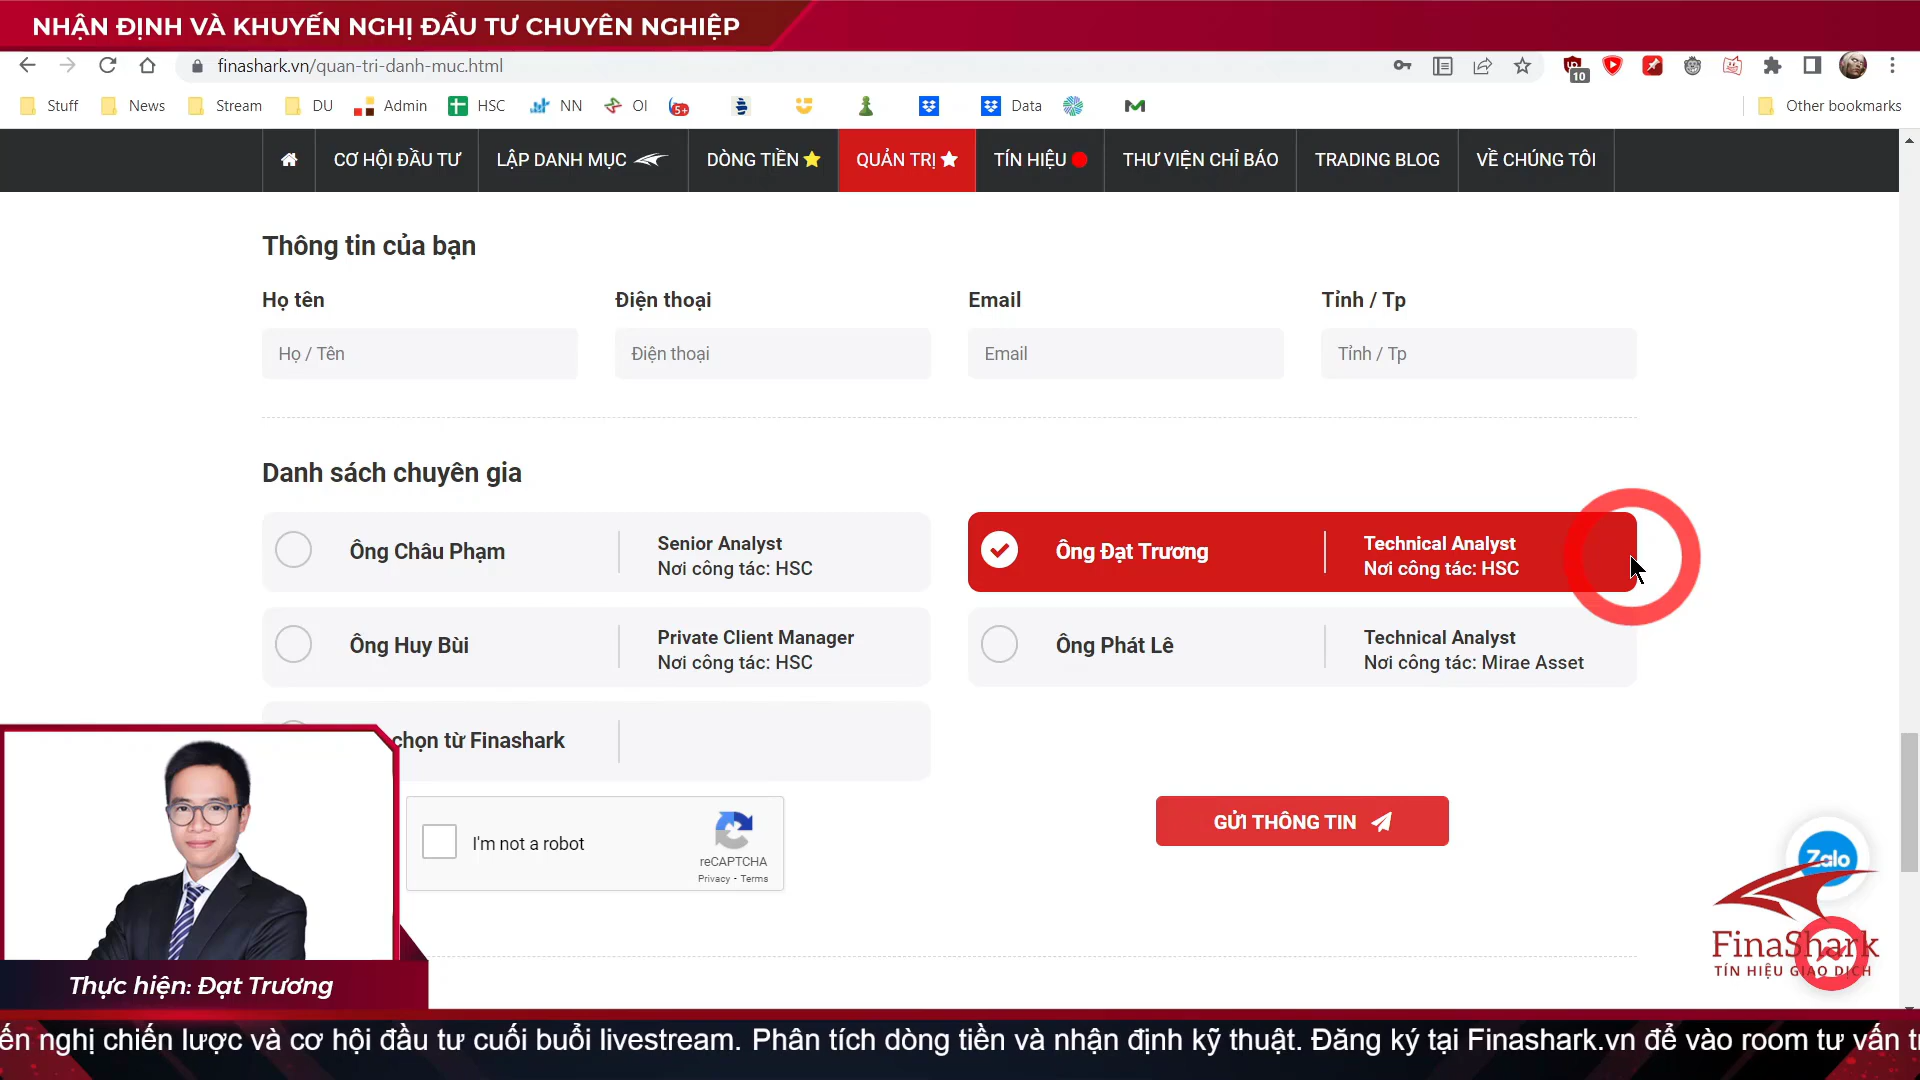 NHẬN ĐỊNH VÀ KHUYẾN NGHỊ ĐẦU TƯ CHUYÊN NGHIỆP
finashark.vn/quan-tri-danh-muc.html
10
Stuff News Stream DU Admin HSC NN OI 5+ Data Other bookmarks
CƠ HỘI ĐẦU TƯ LẬP DANH MỤC DÒNG TIỀN QUẢN TRỊ TÍN HIỆU THƯ VIỆN CHỈ BÁO TRADING BLOG VỀ CHÚNG TÔI
Thông tin của bạn
Họ tên Điện thoại Email Tỉnh / Tp
Họ / Tên Điện thoại Email Tỉnh / Tp
Danh sách chuyên gia
Ông Châu Phạm
Senior Analyst
Nơi công tác: HSC
Ông Đạt Trương
Technical Analyst
Nơi công tác: HSC
Ông Huy Bùi
Private Client Manager
Nơi công tác: HSC
Ông Phát Lê
Technical Analyst
Nơi công tác: Mirae Asset
chọn từ Finashark
I'm not a robot
reCAPTCHA
Privacy - Terms
GỬI THÔNG TIN
Zalo
FinaShark
TÍN HIỆU GIAO DỊCH
Thực hiện: Đạt Trương
nghị chiến lược và cơ hội đầu tư cuối buổi livestream. Phân tích dòng tiền và nhận định kỹ thuật. Đăng ký tại Finashark.vn để vào room tư vấn